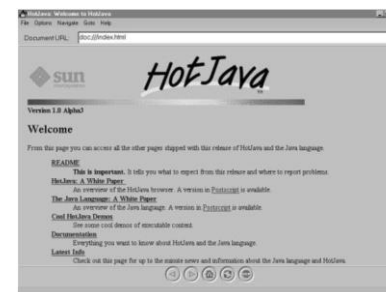 HotJava: Welcome to HotJava
File Options Navigate Goto Help
Document URL: doc://index.html
sun
HotJava
Version 1.0 Alpha3
Welcome
From this page you can access all the other pages shipped with this release of HotJava and the Java language.
README
This is important. It tells you what to expect from this release and where to report problems.
HotJava: A White Paper
An overview of the HotJava browser. A version in Postscript is available.
The Java Language: A White Paper
An overview of the Java language. A version in Postscript is available.
Cool HotJava Demos
See some cool demos of executable content.
Documentation
Everything you want to know about HotJava and the Java language.
Latest Info
Check out this page for up to the minute news and information about the Java language and HotJava.